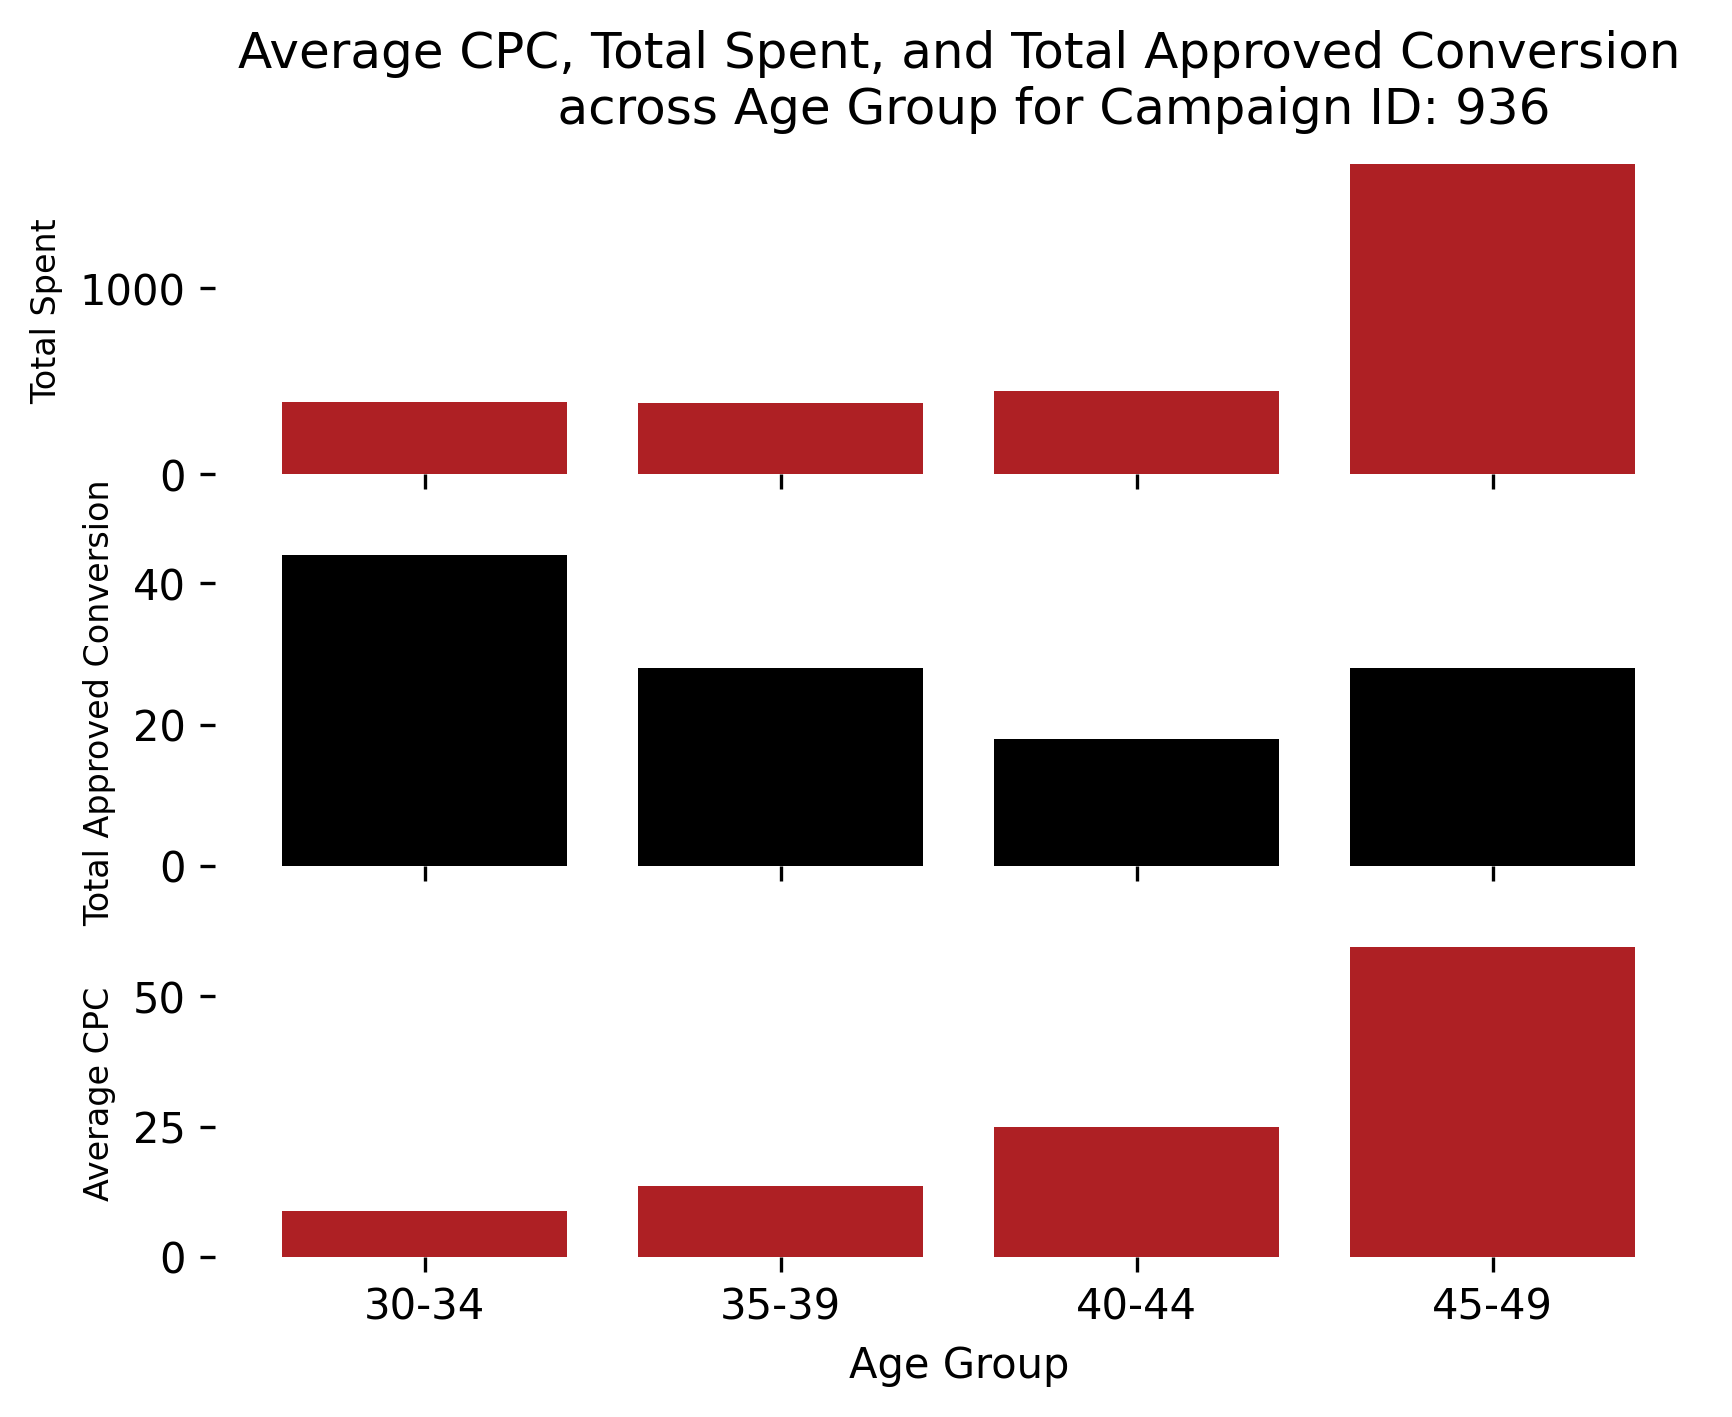 Average CPC, Total Spent, and Total Approved Conversion
across Age Group for Campaign ID: 936
Total Spent
1000
0
Total Approved Conversion
40
20
0
Average CPC
50
25
0
30-34
35-39
40-44
45-49
Age Group